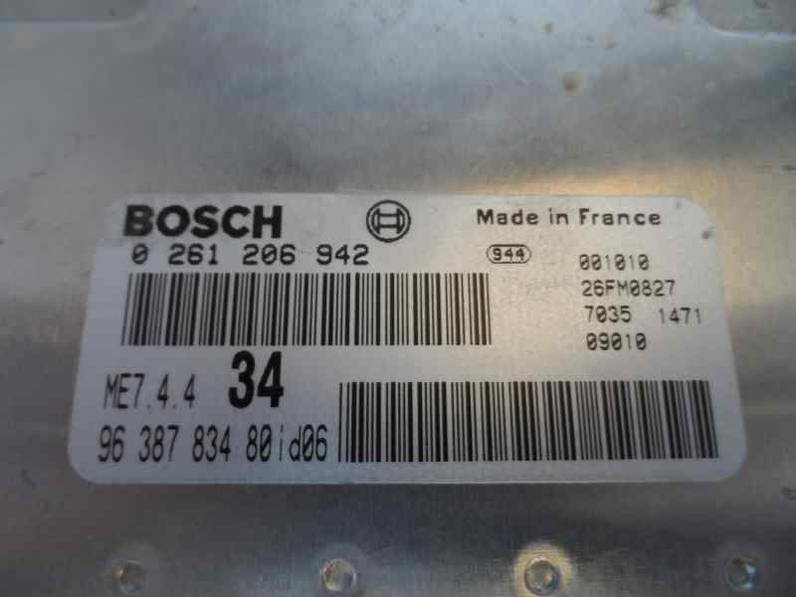 BOSCH
Made in France
0 261 206 942
944
001010
26FM0827
7035 1471
09010
ME7.4.4 34
96 387 834 80id06